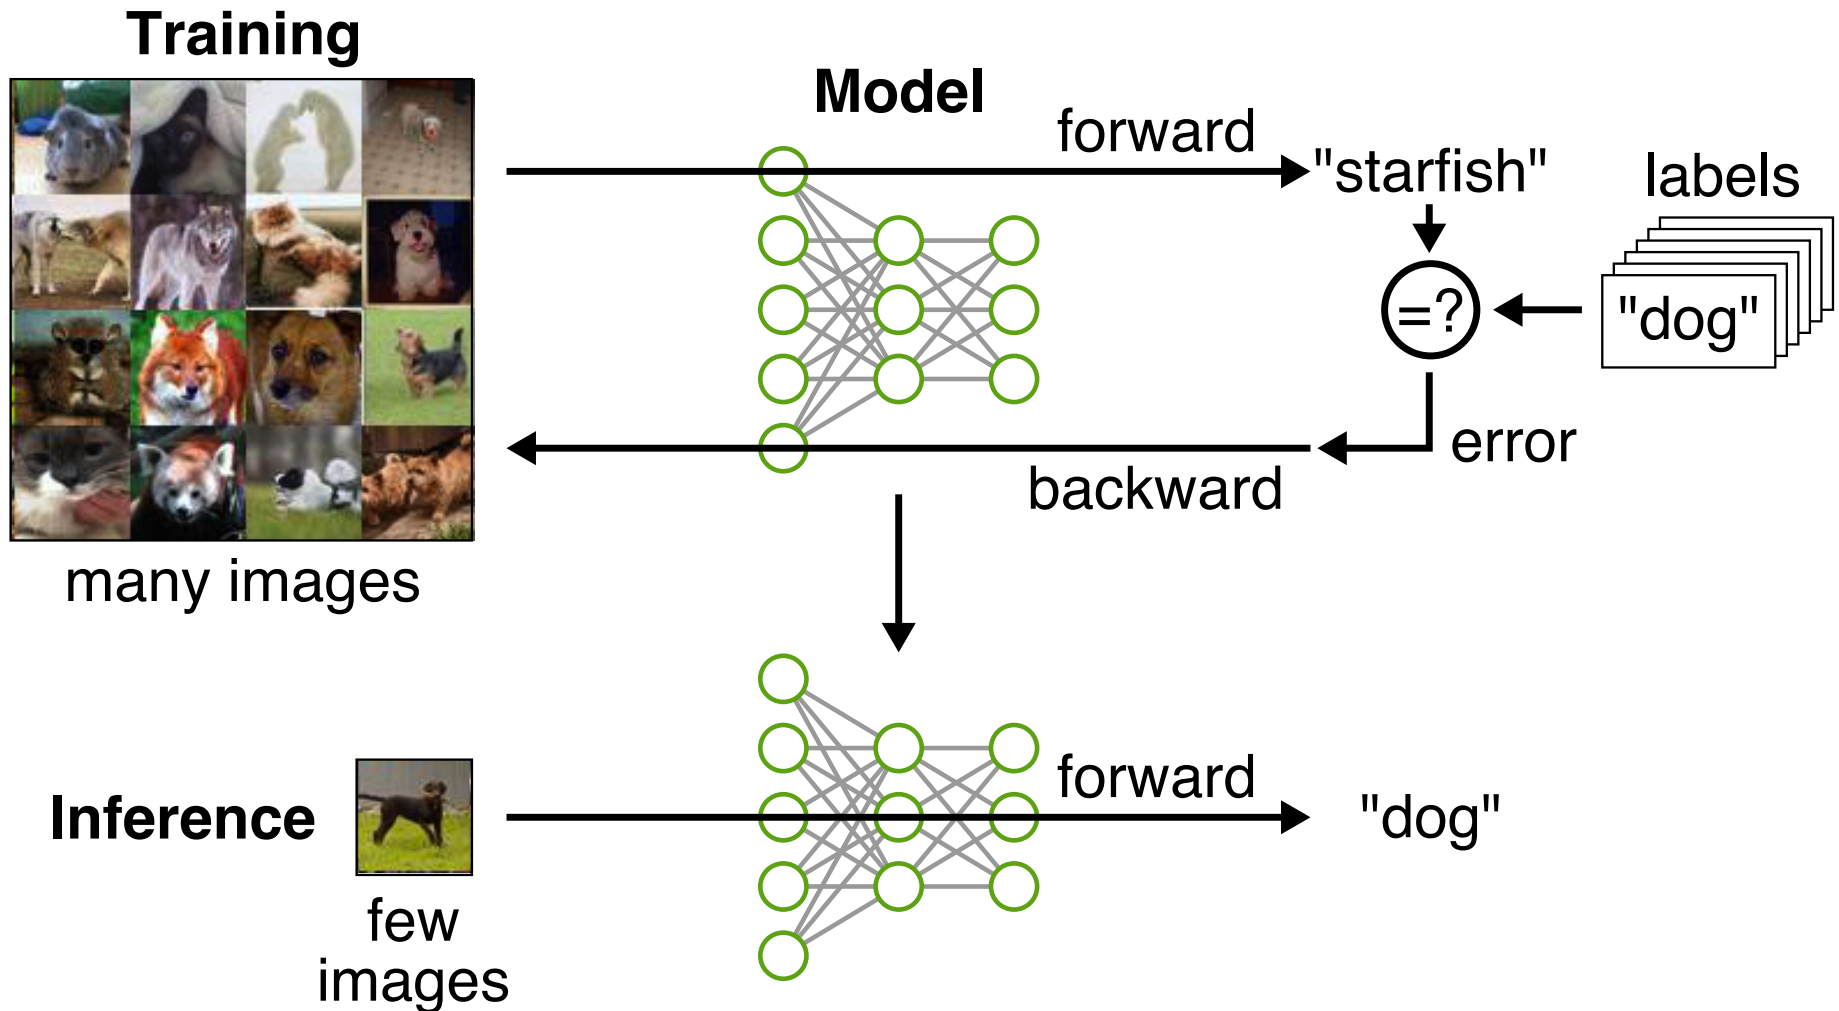 Training
Model
forward
"starfish"
labels
=?
"dog"
error
backward
many images
Inference
forward
"dog"
few
images